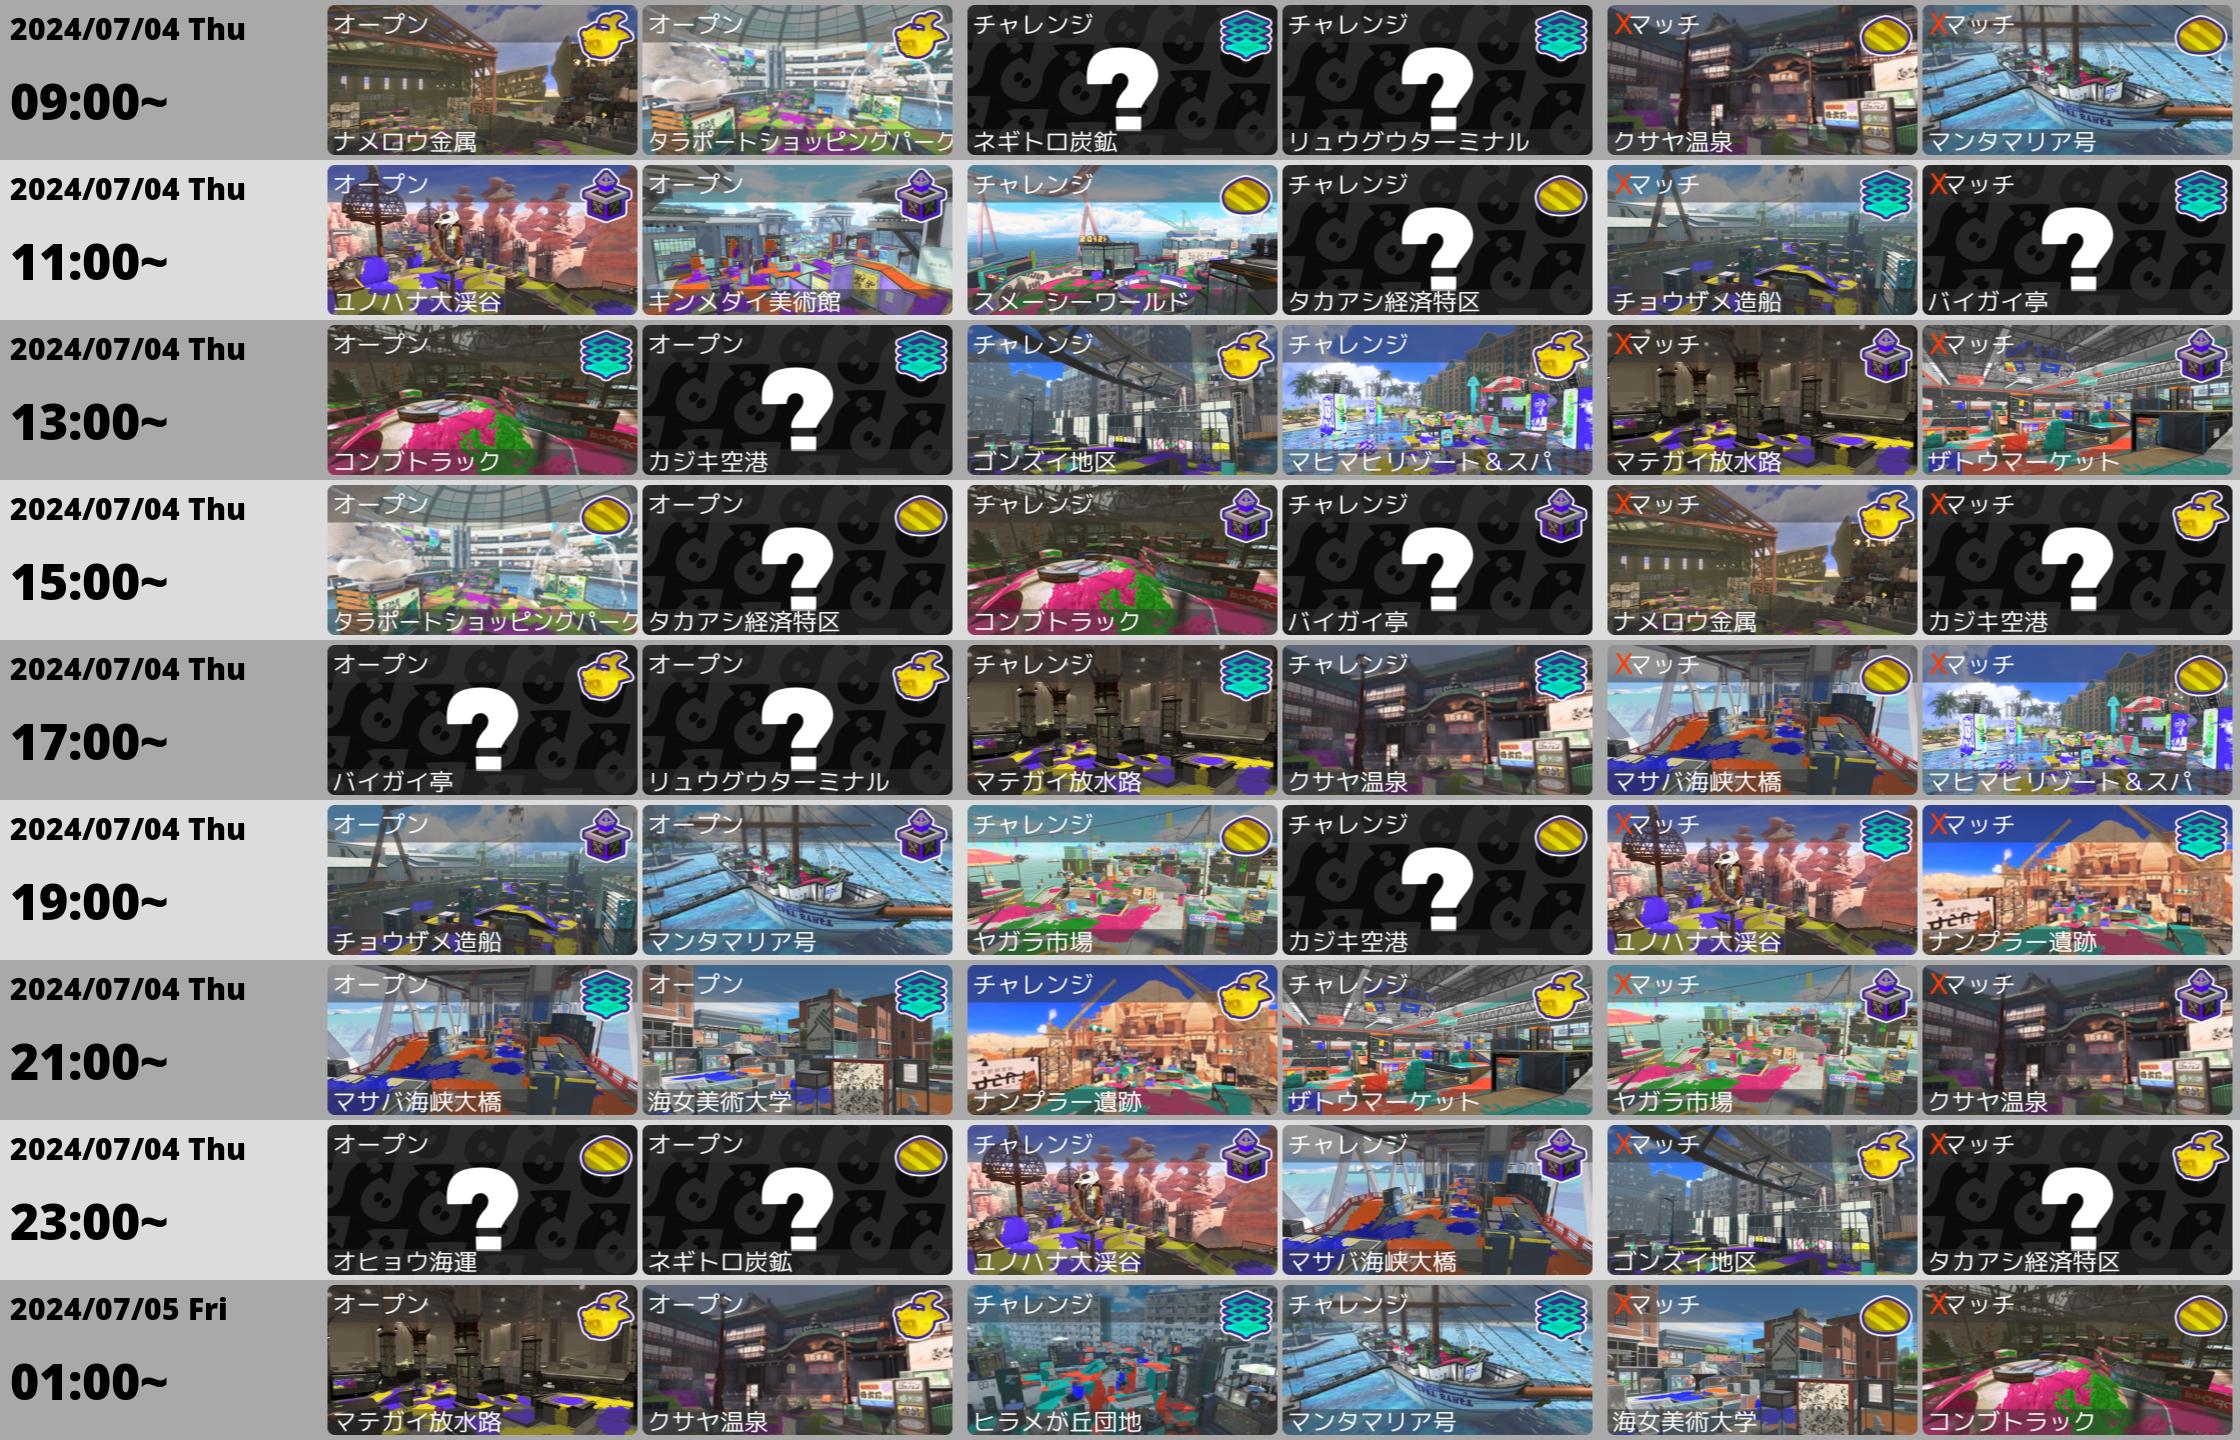 2024/07/04 Thu
09:00~
オープン
ナメロウ金属
オープン
タラポートショッピングパーク
チャレンジ
ネギトロ炭鉱
チャレンジ
リュウグウターミナル
Xマッチ
クサヤ温泉
Xマッチ
マンタマリア号
2024/07/04 Thu
11:00~
オープン
ユノハナ大渓谷
オープン
キンメダイ美術館
チャレンジ
スメーシーワールド
チャレンジ
タカアシ経済特区
Xマッチ
チョウザメ造船
Xマッチ
バイガイ亭
2024/07/04 Thu
13:00~
オープン
コンブトラック
オープン
カジキ空港
チャレンジ
ゴンズイ地区
チャレンジ
マヒマヒリゾート＆スパ
Xマッチ
マテガイ放水路
Xマッチ
ザトウマーケット
2024/07/04 Thu
15:00~
オープン
タラポートショッピングパーク
オープン
タカアシ経済特区
チャレンジ
コンブトラック
チャレンジ
バイガイ亭
Xマッチ
ナメロウ金属
Xマッチ
カジキ空港
2024/07/04 Thu
17:00~
オープン
バイガイ亭
オープン
リュウグウターミナル
チャレンジ
マテガイ放水路
チャレンジ
クサヤ温泉
Xマッチ
マサバ海峡大橋
Xマッチ
マヒマヒリゾート＆スパ
2024/07/04 Thu
19:00~
オープン
チョウザメ造船
オープン
マンタマリア号
チャレンジ
ヤガラ市場
チャレンジ
カジキ空港
Xマッチ
ユノハナ大渓谷
Xマッチ
ナンプラー遺跡
2024/07/04 Thu
21:00~
オープン
マサバ海峡大橋
オープン
海女美術大学
チャレンジ
ナンプラー遺跡
チャレンジ
ザトウマーケット
Xマッチ
ヤガラ市場
Xマッチ
クサヤ温泉
2024/07/04 Thu
23:00~
オープン
オヒョウ海運
オープン
ネギトロ炭鉱
チャレンジ
ユノハナ大渓谷
チャレンジ
マサバ海峡大橋
Xマッチ
ゴンズイ地区
Xマッチ
タカアシ経済特区
2024/07/05 Fri
01:00~
オープン
マテガイ放水路
オープン
クサヤ温泉
チャレンジ
ヒラメが丘団地
チャレンジ
マンタマリア号
Xマッチ
海女美術大学
Xマッチ
コンブトラック